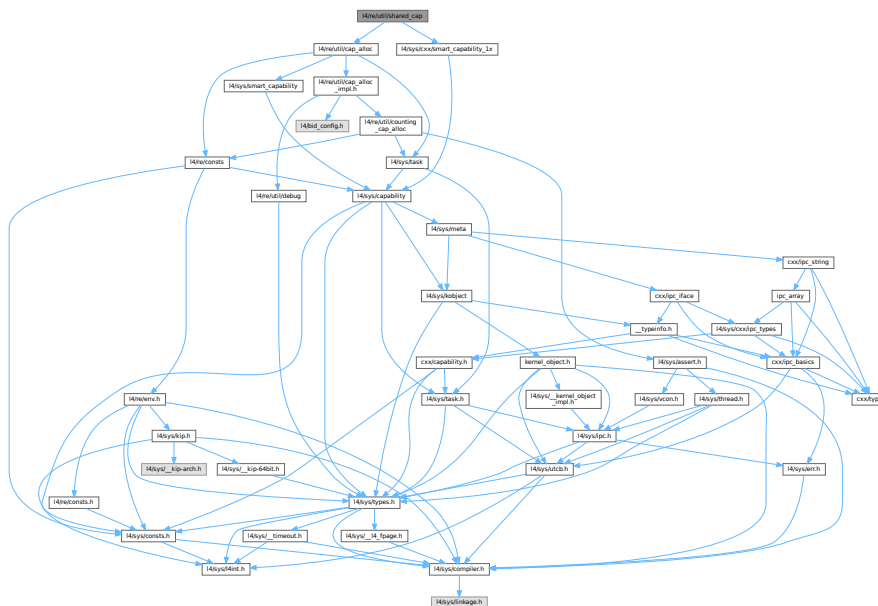 l4/re/util/shared_cap
l4/re/util/cap_alloc
l4/sys/cxx/smart_capability_1x
l4/sys/smart_capability
l4/re/util/cap_alloc
_impl.h
l4/bid_config.h
l4/re/util/counting
_cap_alloc
l4/re/consts
l4/sys/task
l4/re/util/debug
l4/sys/capability
l4/sys/meta
cxx/ipc_string
l4/sys/kobject
cxx/ipc_iface
ipc_array
__typeinfo.h
l4/sys/cxx/ipc_types
cxx/capability.h
kernel_object.h
l4/sys/assert.h
cxx/ipc_basics
l4/re/env.h
l4/sys/task.h
l4/sys/__kernel_object
_impl.h
l4/sys/vcon.h
l4/sys/thread.h
cxx/typ
l4/sys/kip.h
l4/sys/ipc.h
l4/sys/__kip-arch.h
l4/sys/__kip-64bit.h
l4/sys/utcb.h
l4/sys/err.h
l4/re/consts.h
l4/sys/types.h
l4/sys/consts.h
l4/sys/__timeout.h
l4/sys/__l4_fpage.h
l4/sys/l4int.h
l4/sys/compiler.h
l4/sys/linkage.h